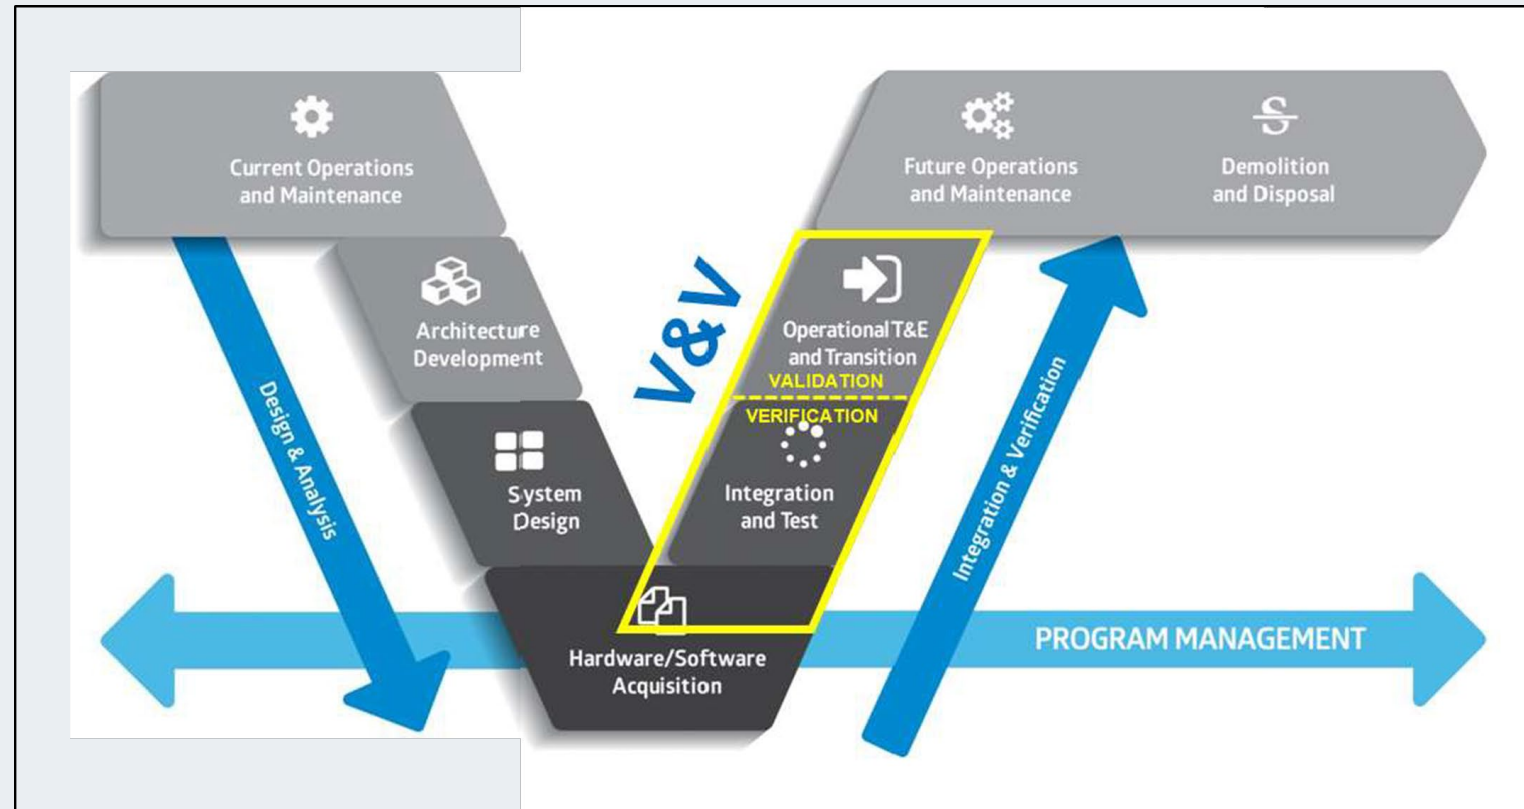 Current Operations
and Maintenance
Future Operations
and Maintenance
Demolition
and Disposal
Architecture
Development
V&V
Operational T&E
and Transition
VALIDATION
VERIFICATION
Design & Analysis
System
Design
Integration
and Test
Integration & Verification
Hardware/Software
Acquisition
PROGRAM MANAGEMENT